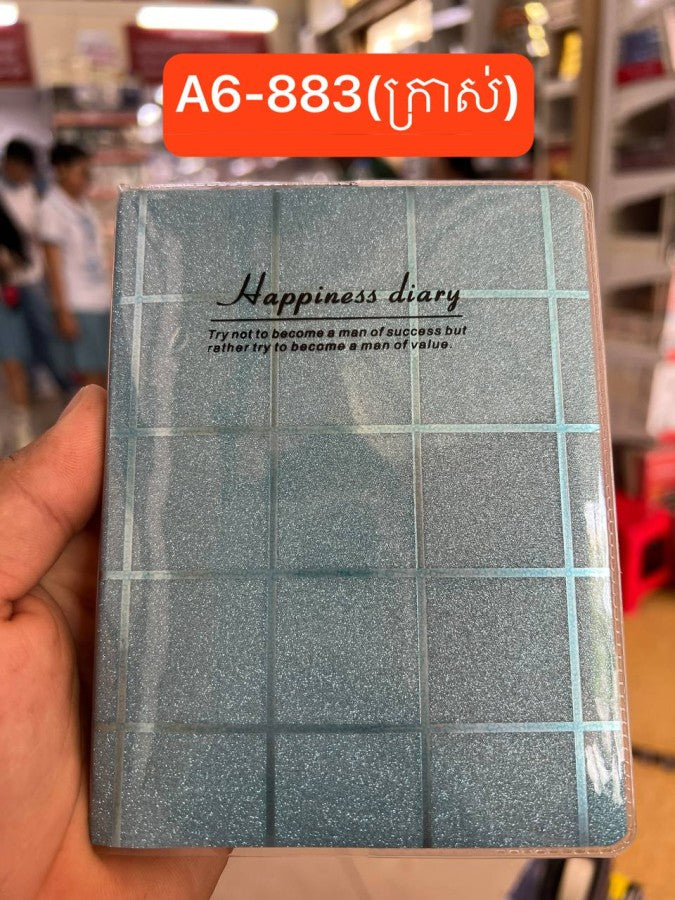 A6-883(ក្រាស់)
Happiness diary
Try not to become a man of success but
rather try to become a man of value.